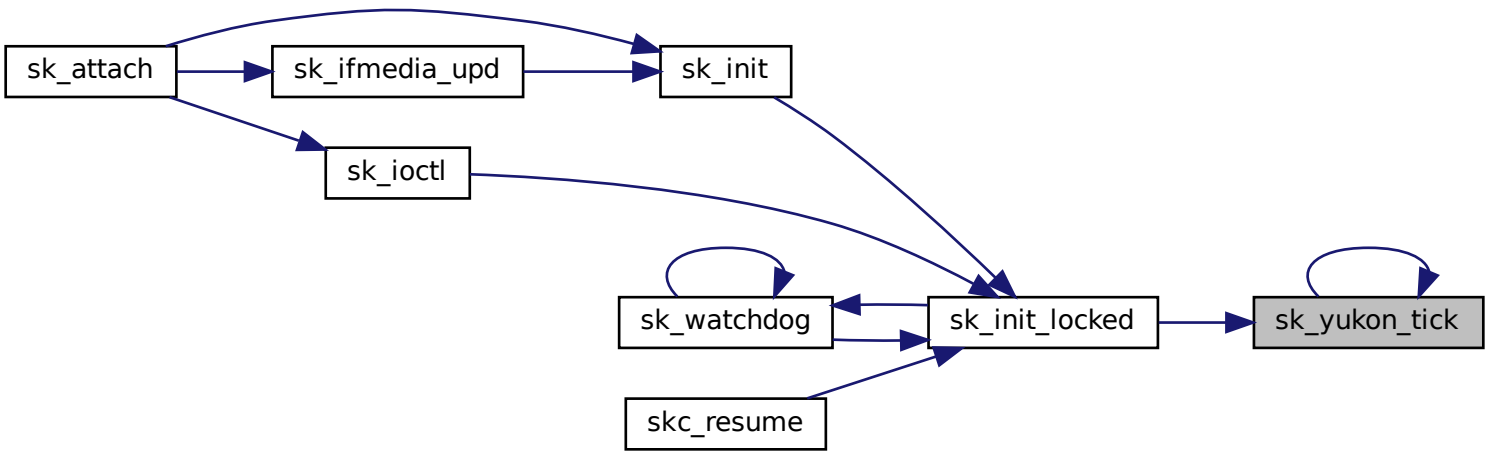 sk_attach
sk_ifmedia_upd
sk_init
sk_ioctl
sk_watchdog
sk_init_locked
sk_yukon_tick
skc_resume